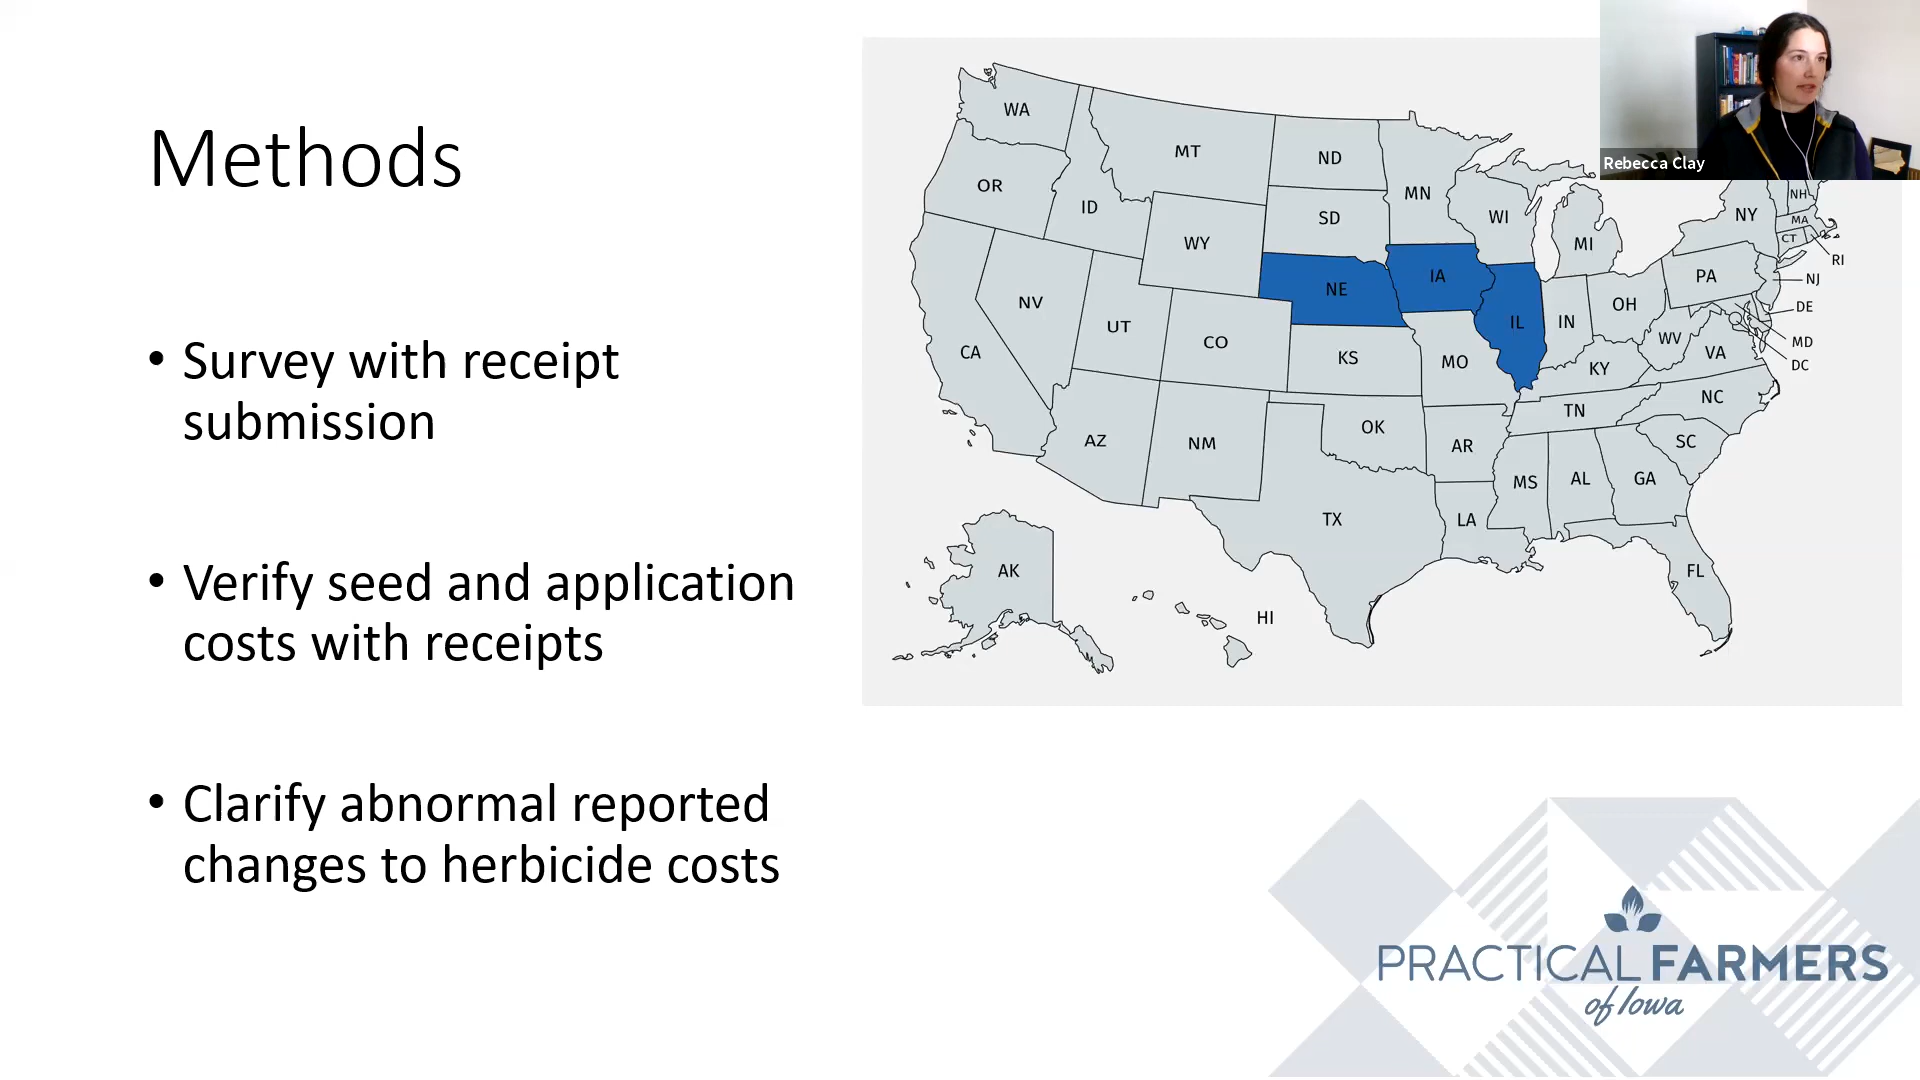 Methods
• Survey with receipt
submission
• Verify seed and application
costs with receipts
• Clarify abnormal reported
changes to herbicide costs
WA
MT
ND
MN
OR
ID
SD
WI
WY
MI
NY
NH
MA
CT
RI
NE
IA
PA
NJ
NV
UT
CO
IL
IN
OH
DE
CA
KS
MO
WV
VA
MD
DC
KY
NC
TN
AZ
NM
OK
AR
SC
MS
AL
GA
TX
LA
AK
HI
FL
Rebecca Clay
PRACTICAL FARMERS
of Iowa